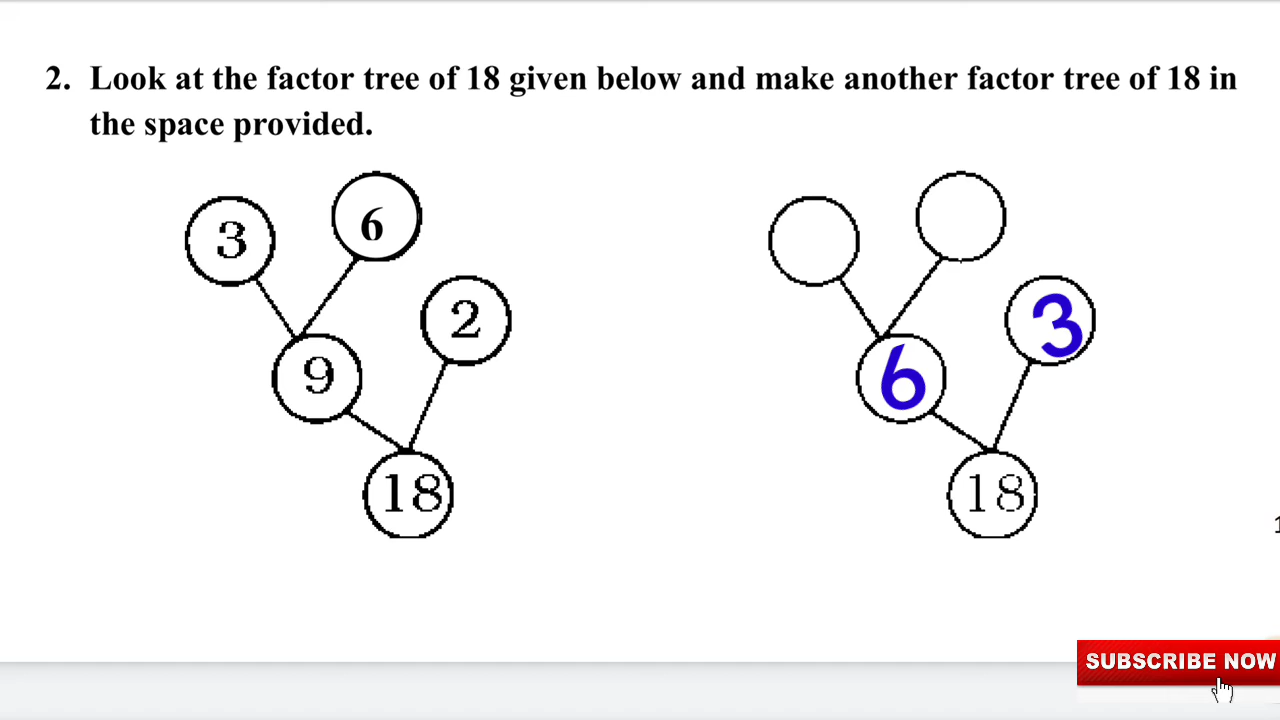 2. Look at the factor tree of 18 given below and make another factor tree of 18 in
the space provided.
3 6
2
9
18
3
6
18
1
SUBSCRIBE NOW